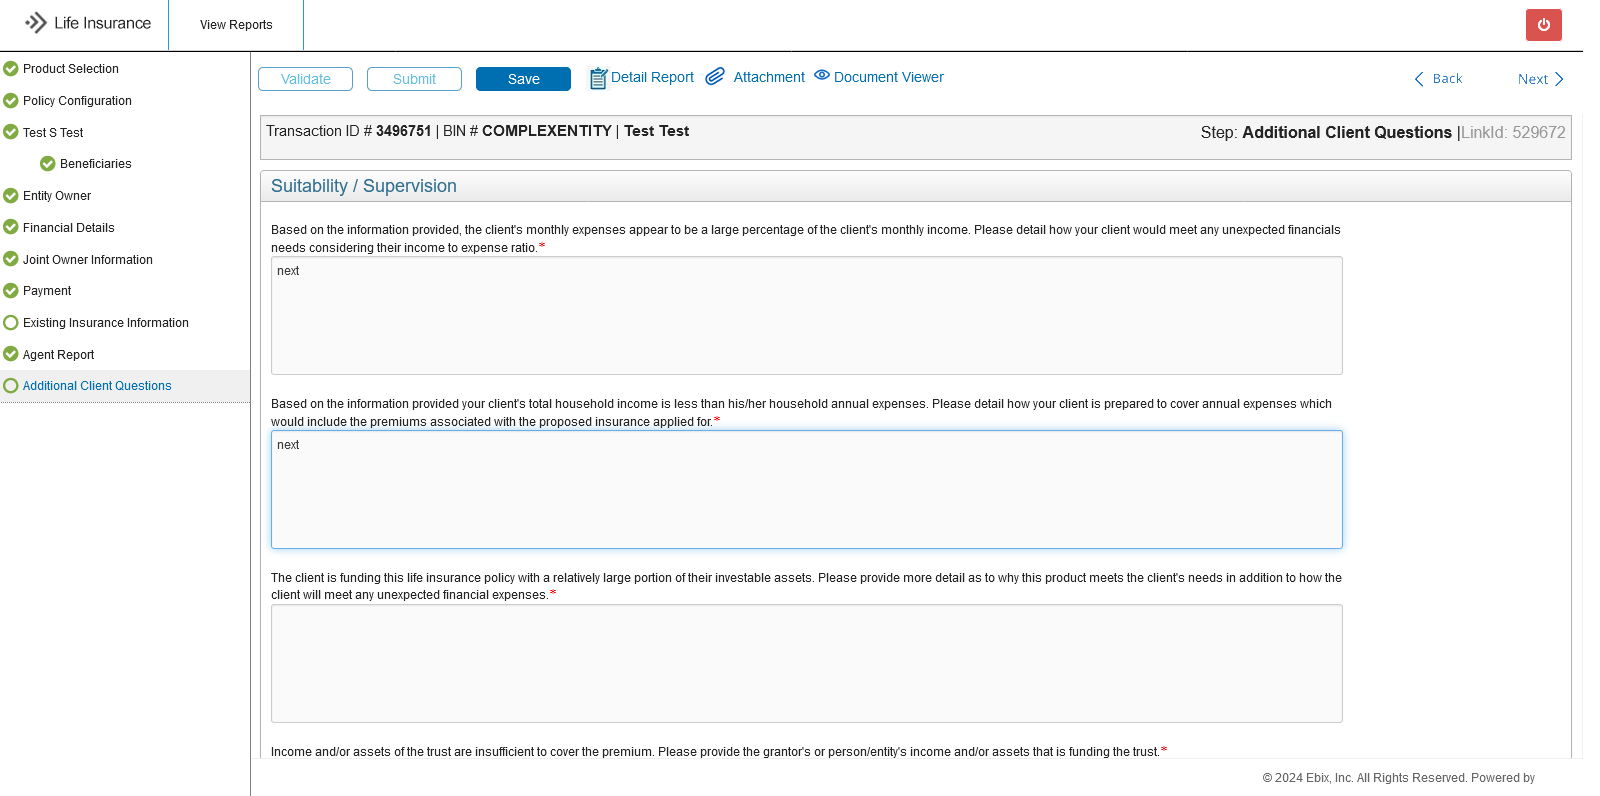 Life Insurance
View Reports
Product Selection
Policy Configuration
Test S Test
Beneficiaries
Entity Owner
Financial Details
Joint Owner Information
Payment
Existing Insurance Information
Agent Report
Additional Client Questions
Validate
Submit
Save
Detail Report
Attachment
Document Viewer
Back
Next
Transaction ID # 3496751 | BIN # COMPLEXENTITY | Test Test
Step: Additional Client Questions |LinkId: 529672
Suitability / Supervision
Based on the information provided, the client's monthly expenses appear to be a large percentage of the client's monthly income. Please detail how your client would meet any unexpected financials
needs considering their income to expense ratio.*
next
Based on the information provided your client's total household income is less than his/her household annual expenses. Please detail how your client is prepared to cover annual expenses which
would include the premiums associated with the proposed insurance applied for.*
next
The client is funding this life insurance policy with a relatively large portion of their investable assets. Please provide more detail as to why this product meets the client's needs in addition to how the
client will meet any unexpected financial expenses.*
Income and/or assets of the trust are insufficient to cover the premium. Please provide the grantor's or person/entity's income and/or assets that is funding the trust.*
© 2024 Ebix, Inc. All Rights Reserved. Powered by